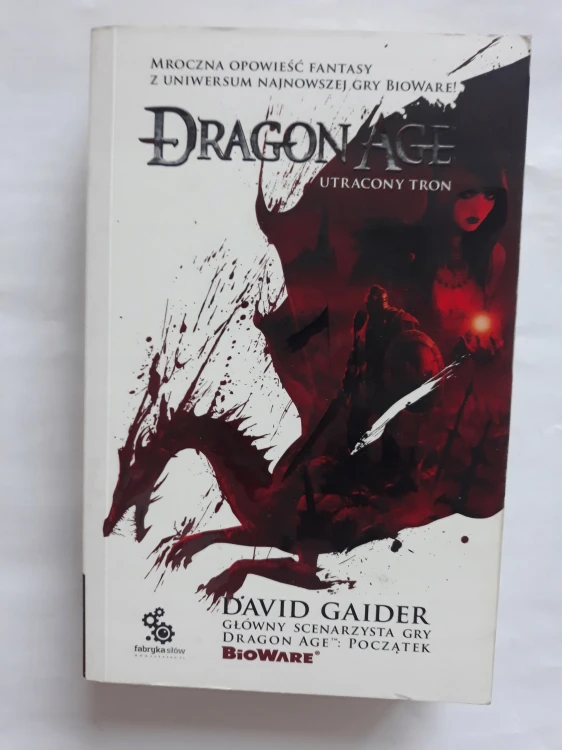 Mroczna opowieść fantasy
z uniwersum najnowszej gry BioWare!
Dragon Age
Utracony Tron
David Gaider
główny scenarzysta gry
Dragon Age™: Początek
BioWare®
fabryka słów